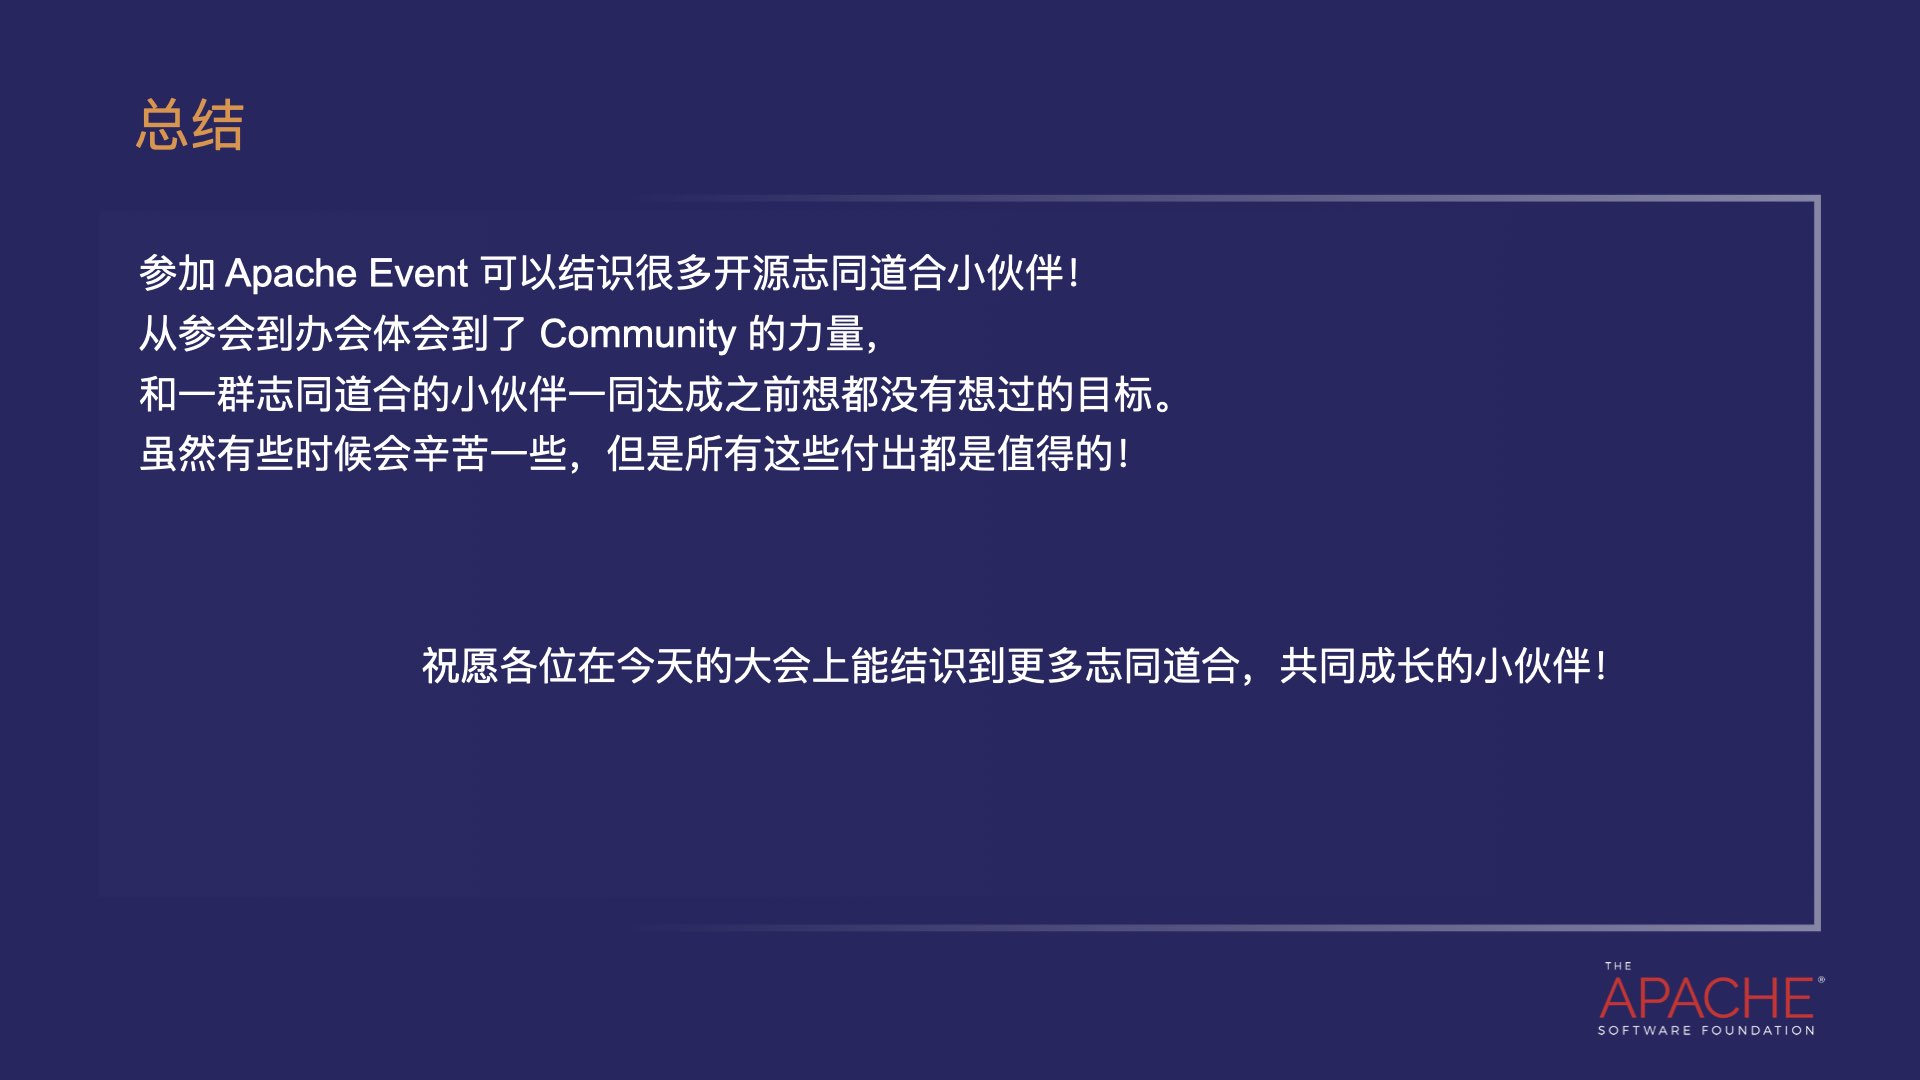 总结
参加 Apache Event 可以结识很多开源志同道合小伙伴！
从参会到办会体会到了 Community 的力量，
和一群志同道合的小伙伴一同达成之前想都没有想过的目标。
虽然有些时候会辛苦一些，但是所有这些付出都是值得的！
祝愿各位在今天的大会上能结识到更多志同道合，共同成长的小伙伴！
THE
APACHE®
SOFTWARE FOUNDATION